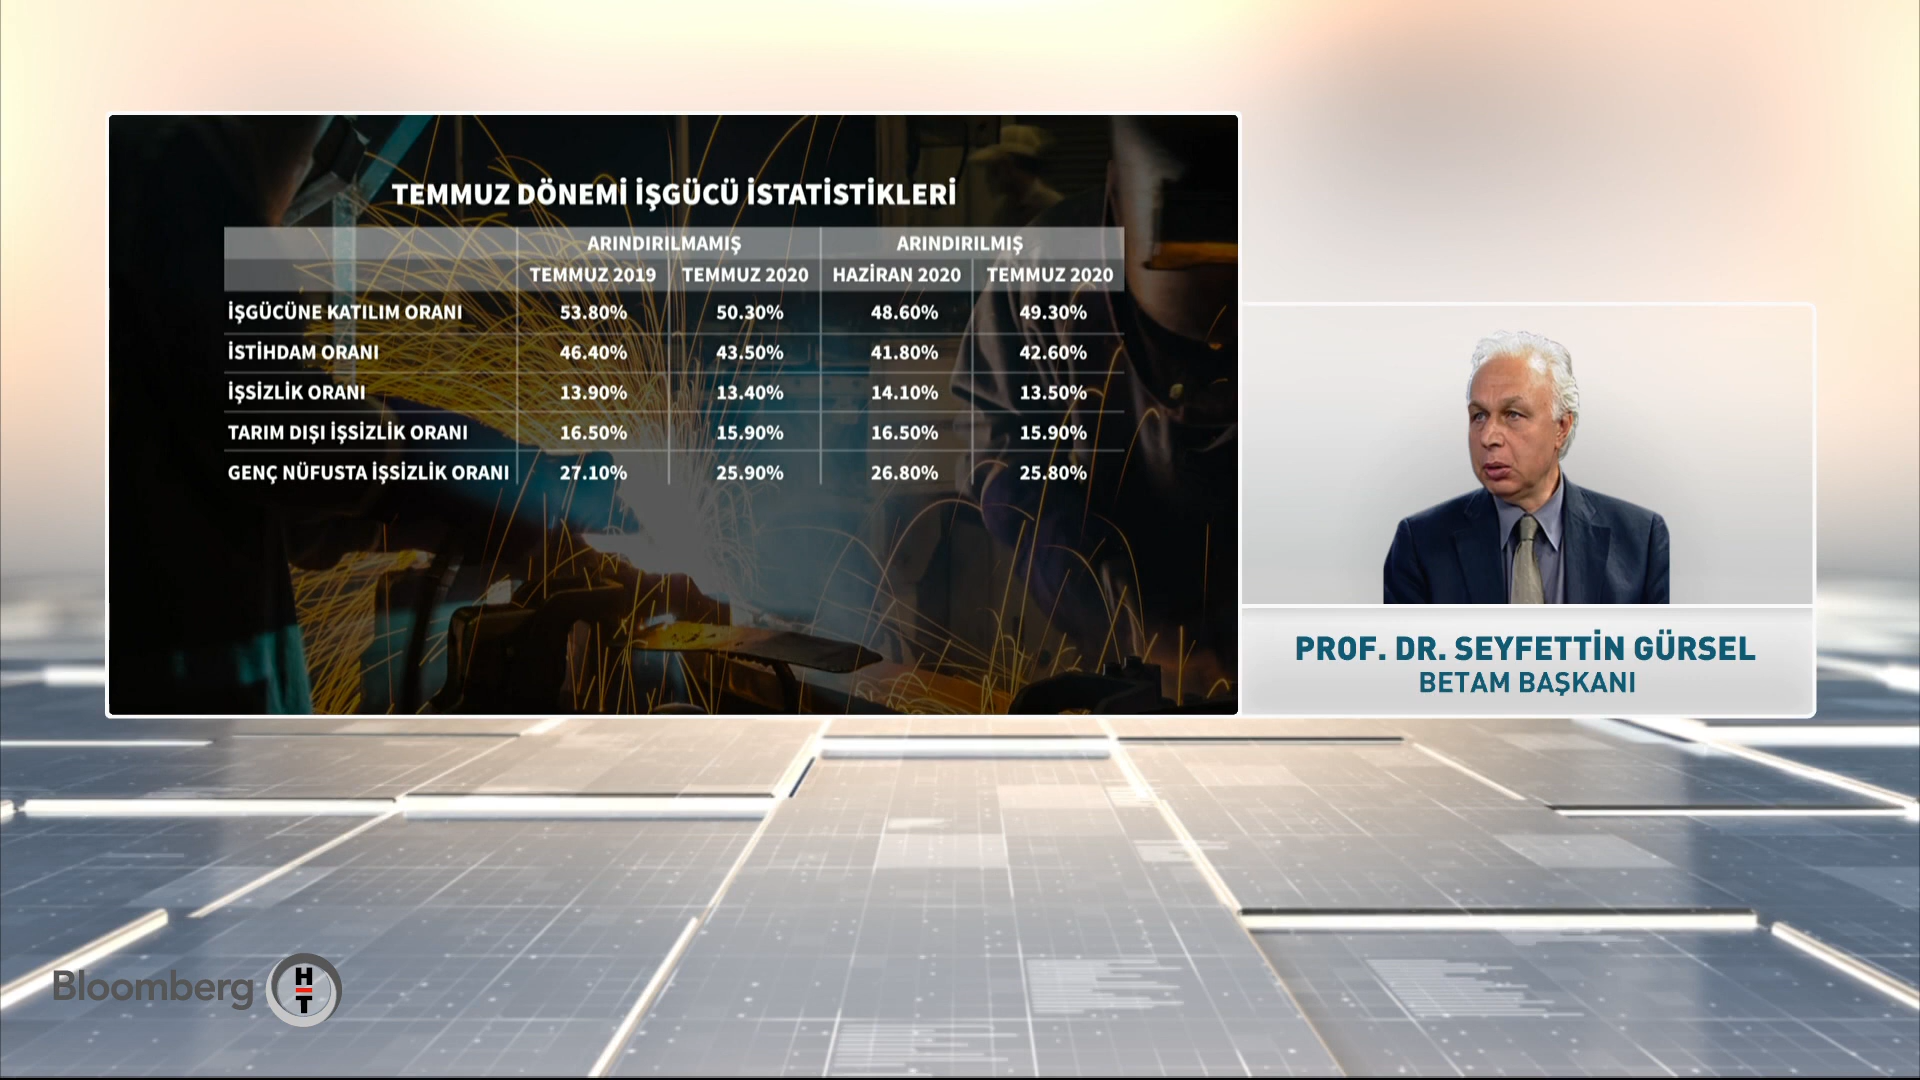 TEMMUZ DÖNEMİ İŞGÜCÜ İSTATİSTİKLERİ
ARINDIRILMAMIŞ ARINDIRILMIŞ
TEMMUZ 2019 TEMMUZ 2020 HAZİRAN 2020 TEMMUZ 2020
İŞGÜCÜNE KATILIM ORANI 53.80% 50.30% 48.60% 49.30%
İSTİHDAM ORANI 46.40% 43.50% 41.80% 42.60%
İŞSİZLİK ORANI 13.90% 13.40% 14.10% 13.50%
TARIM DIŞI İŞSİZLİK ORANI 16.50% 15.90% 16.50% 15.90%
GENÇ NÜFUSTA İŞSİZLİK ORANI 27.10% 25.90% 26.80% 25.80%
PROF. DR. SEYFETTİN GÜRSEL
BETAM BAŞKANI
Bloomberg HT